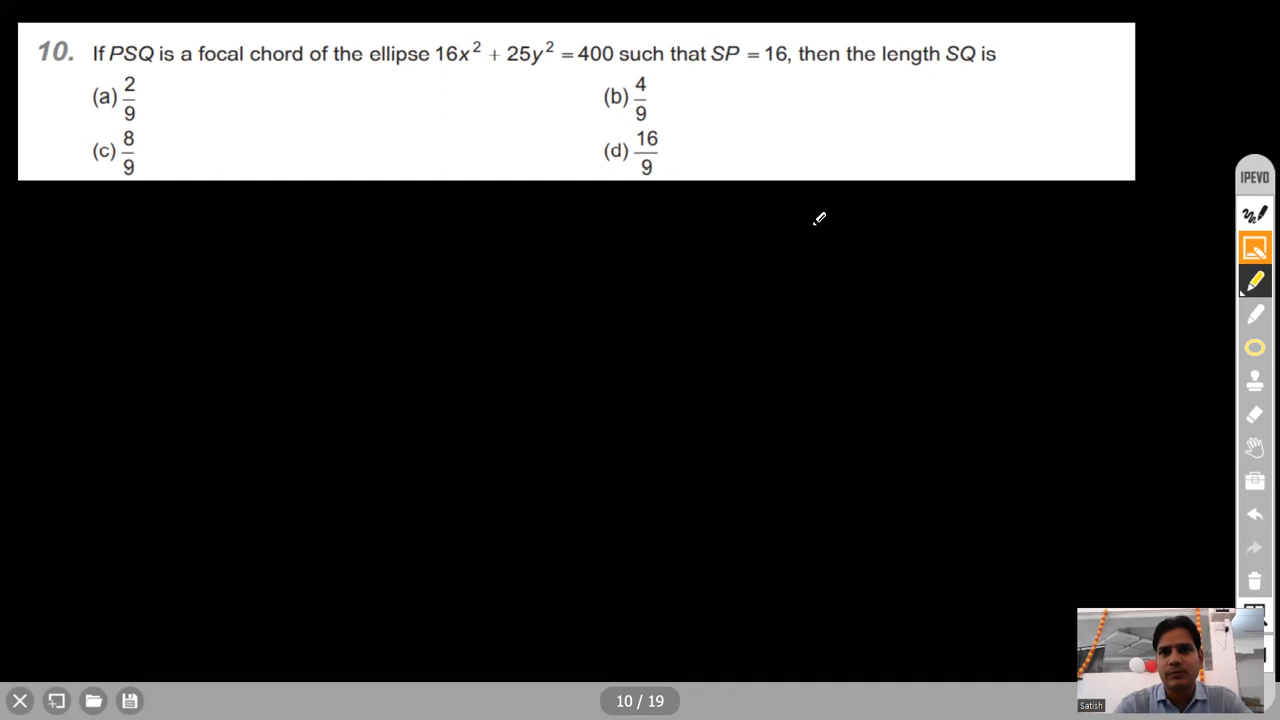 10. If PSQ is a focal chord of the ellipse 16x² + 25y² = 400 such that SP = 16, then the length SQ is
(a) 2/9 (b) 4/9
(c) 8/9 (d) 16/9
IPEVO
10 / 19
Satish